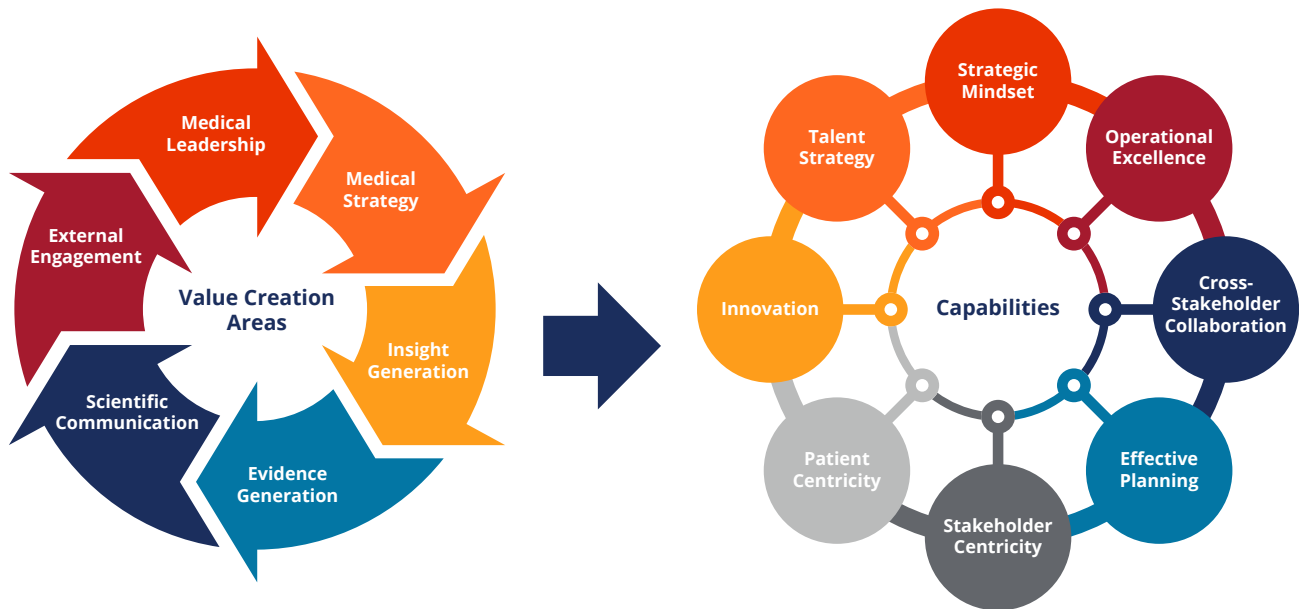 Medical
Leadership
Medical
Strategy
Insight
Generation
Evidence
Generation
Scientific
Communication
External
Engagement
Value Creation
Areas
Strategic
Mindset
Operational
Excellence
Cross-
Stakeholder
Collaboration
Effective
Planning
Stakeholder
Centricity
Patient
Centricity
Innovation
Talent
Strategy
Capabilities